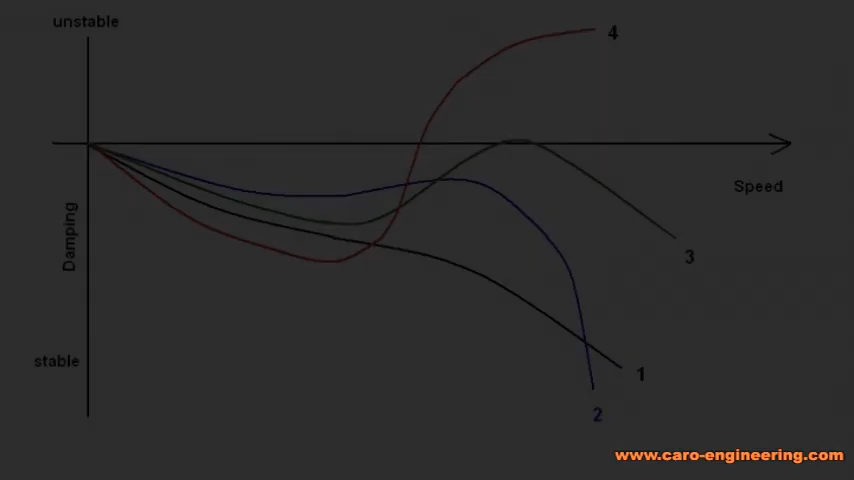 unstable
4
Speed
Damping
3
stable
1
2
www.caro-engineering.com